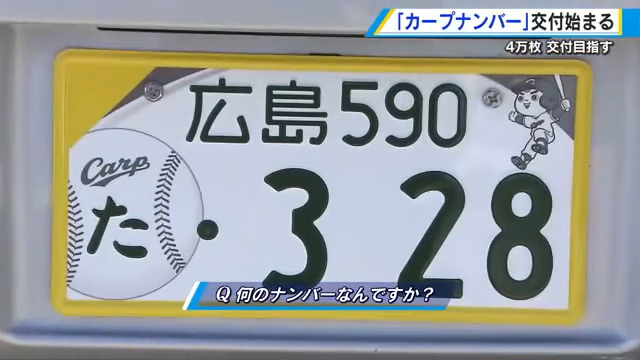 「カープナンバー」交付始まる
4万枚 交付目指す
広島590
Carp
た・328
Q 何のナンバーなんですか？